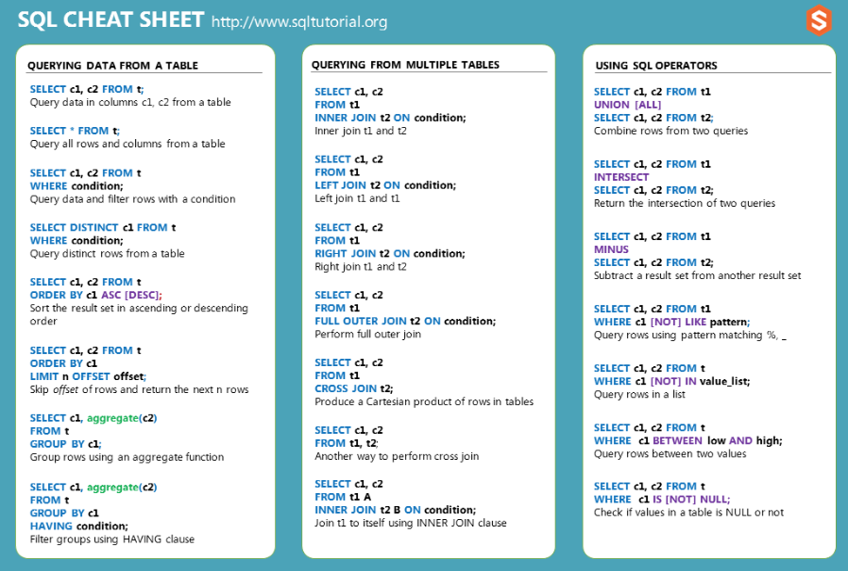 SQL CHEAT SHEET http://www.sqltutorial.org
QUERYING DATA FROM A TABLE
SELECT c1, c2 FROM t;
Query data in columns c1, c2 from a table
SELECT * FROM t;
Query all rows and columns from a table
SELECT c1, c2 FROM t
WHERE condition;
Query data and filter rows with a condition
SELECT DISTINCT c1 FROM t
WHERE condition;
Query distinct rows from a table
SELECT c1, c2 FROM t
ORDER BY c1 ASC [DESC];
Sort the result set in ascending or descending
order
SELECT c1, c2 FROM t
ORDER BY c1
LIMIT n OFFSET offset;
Skip offset of rows and return the next n rows
SELECT c1, aggregate(c2)
FROM t
GROUP BY c1;
Group rows using an aggregate function
SELECT c1, aggregate(c2)
FROM t
GROUP BY c1
HAVING condition;
Filter groups using HAVING clause
QUERYING FROM MULTIPLE TABLES
SELECT c1, c2
FROM t1
INNER JOIN t2 ON condition;
Inner join t1 and t2
SELECT c1, c2
FROM t1
LEFT JOIN t2 ON condition;
Left join t1 and t1
SELECT c1, c2
FROM t1
RIGHT JOIN t2 ON condition;
Right join t1 and t2
SELECT c1, c2
FROM t1
FULL OUTER JOIN t2 ON condition;
Perform full outer join
SELECT c1, c2
FROM t1
CROSS JOIN t2;
Produce a Cartesian product of rows in tables
SELECT c1, c2
FROM t1, t2;
Another way to perform cross join
SELECT c1, c2
FROM t1 A
INNER JOIN t2 B ON condition;
Join t1 to itself using INNER JOIN clause
USING SQL OPERATORS
SELECT c1, c2 FROM t1
UNION [ALL]
SELECT c1, c2 FROM t2;
Combine rows from two queries
SELECT c1, c2 FROM t1
INTERSECT
SELECT c1, c2 FROM t2;
Return the intersection of two queries
SELECT c1, c2 FROM t1
MINUS
SELECT c1, c2 FROM t2;
Subtract a result set from another result set
SELECT c1, c2 FROM t1
WHERE c1 [NOT] LIKE pattern;
Query rows using pattern matching %, _
SELECT c1, c2 FROM t
WHERE c1 [NOT] IN value_list;
Query rows in a list
SELECT c1, c2 FROM t
WHERE c1 BETWEEN low AND high;
Query rows between two values
SELECT c1, c2 FROM t
WHERE c1 IS [NOT] NULL;
Check if values in a table is NULL or not